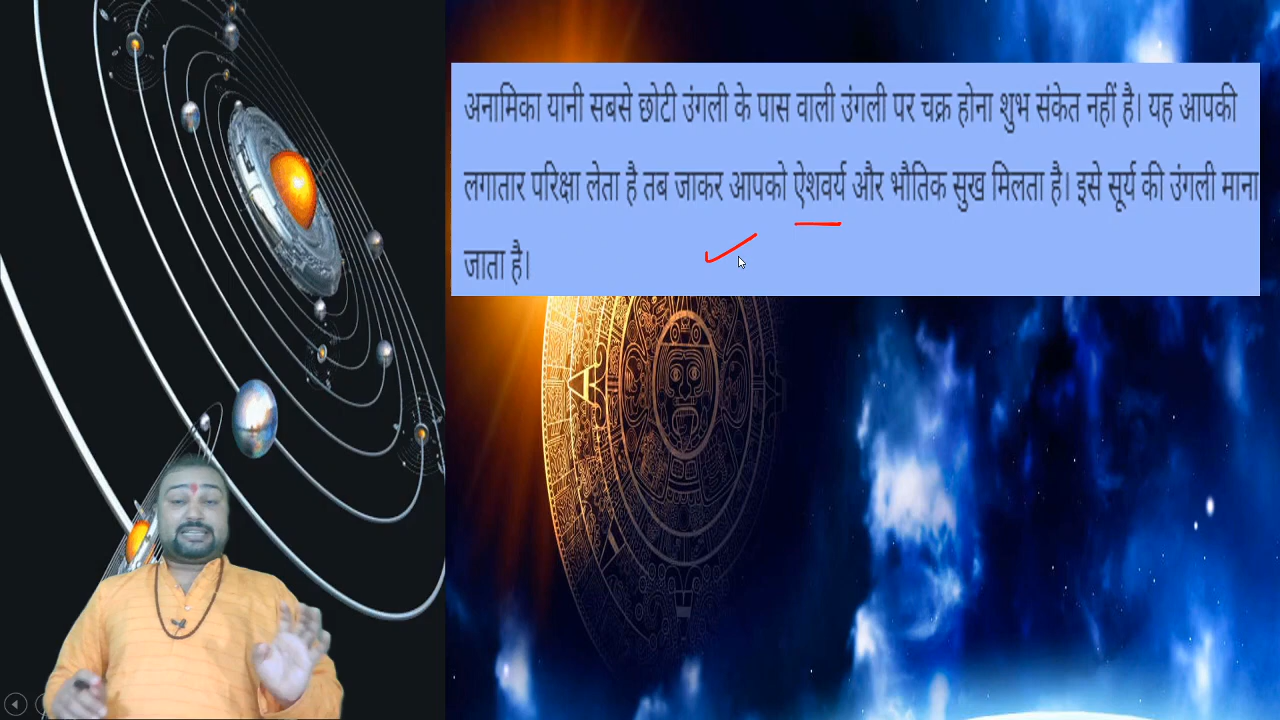 अनामिका यानी सबसे छोटी उंगली के पास वाली उंगली पर चक्र होना शुभ संकेत नहीं है। यह आपकी
लगातार परिक्षा लेता है तब जाकर आपको ऐशवर्य और भौतिक सुख मिलता है। इसे सूर्य की उंगली माना
जाता है।